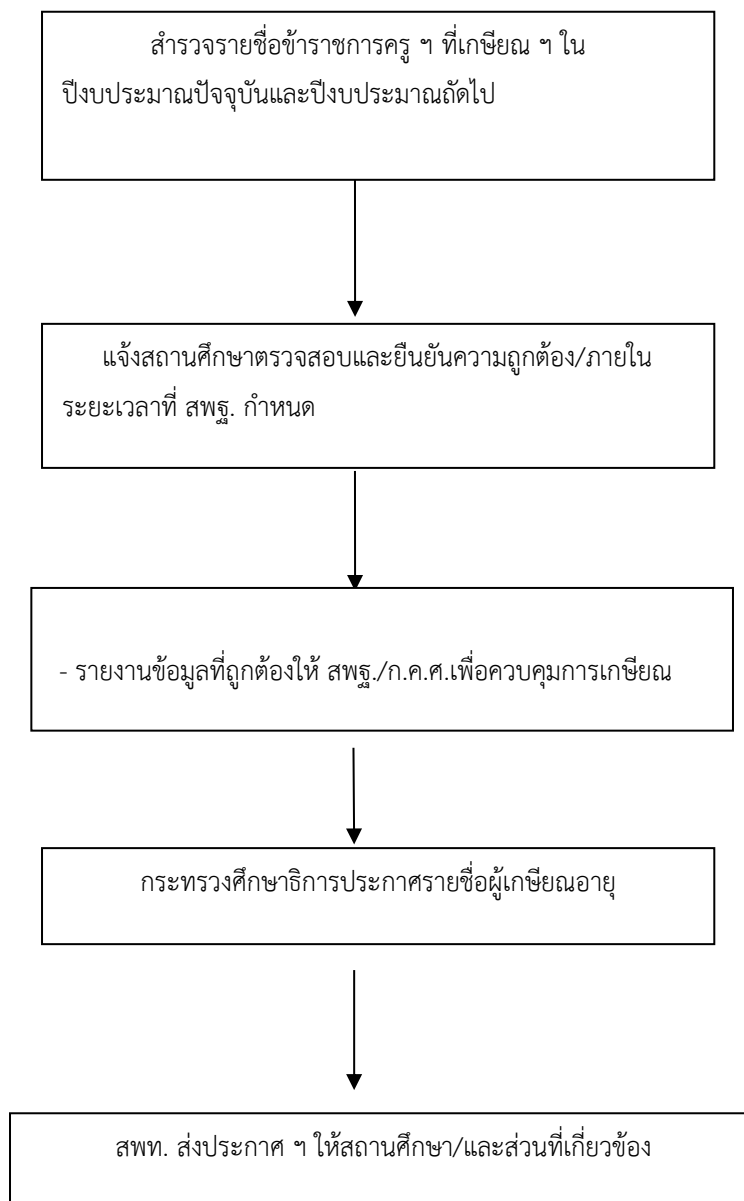 สำรวจรายชื่อข้าราชการครู ฯ ที่เกษียณ ฯ ใน
ปีงบประมาณปัจจุบันและปีงบประมาณถัดไป
แจ้งสถานศึกษาตรวจสอบและยืนยันความถูกต้อง/ภายใน
ระยะเวลาที่ สพฐ. กำหนด
- รายงานข้อมูลที่ถูกต้องให้ สพฐ./ก.ค.ศ.เพื่อควบคุมการเกษียณ
กระทรวงศึกษาธิการประกาศรายชื่อผู้เกษียณอายุ
สพท. ส่งประกาศ ฯ ให้สถานศึกษา/และส่วนที่เกี่ยวข้อง